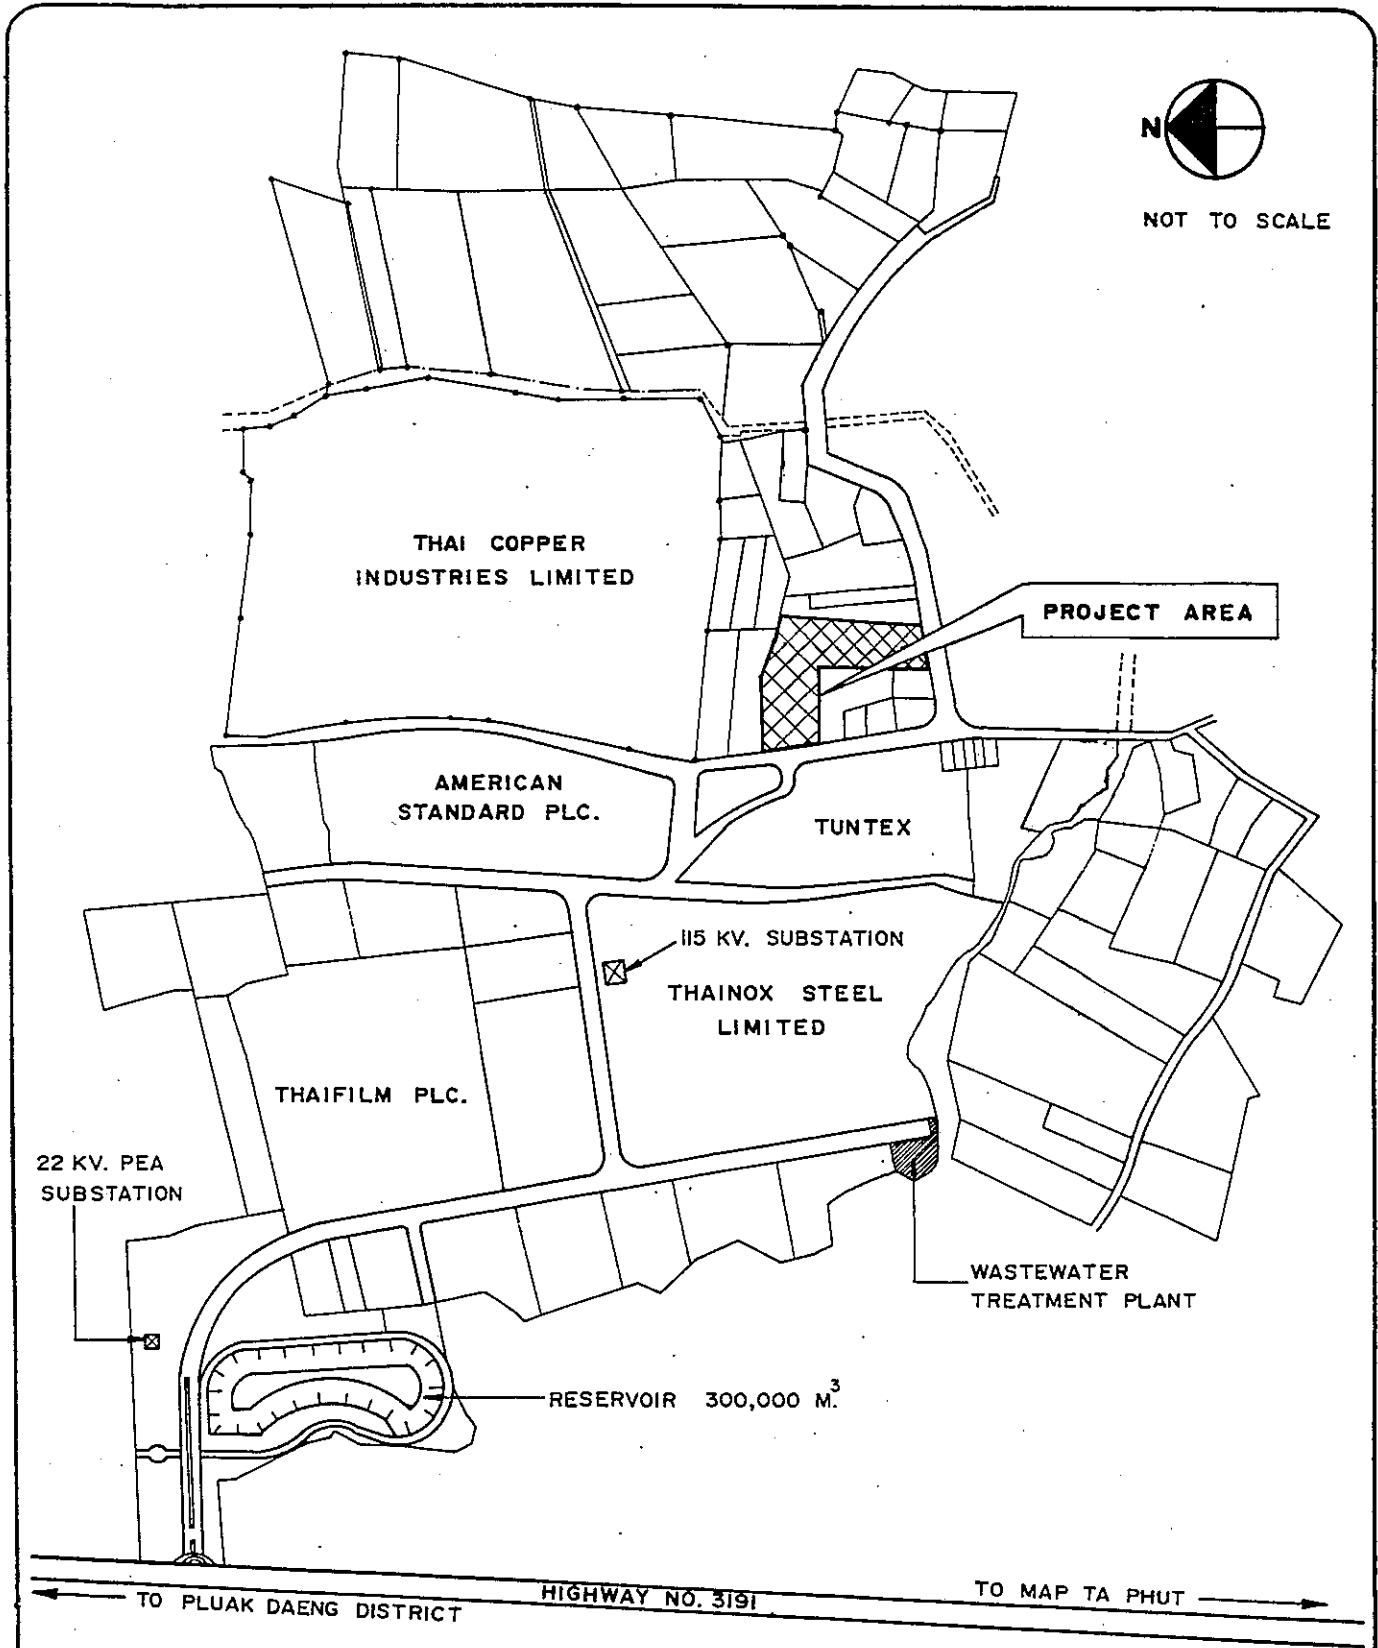 N
NOT TO SCALE
THAI COPPER
INDUSTRIES LIMITED
PROJECT AREA
AMERICAN
STANDARD PLC.
TUNTEX
115 KV. SUBSTATION
THAINOX STEEL
LIMITED
THAIFILM PLC.
22 KV. PEA
SUBSTATION
WASTEWATER
TREATMENT PLANT
RESERVOIR 300,000 M.³
HIGHWAY NO. 3191
TO PLUAK DAENG DISTRICT
TO MAP TA PHUT